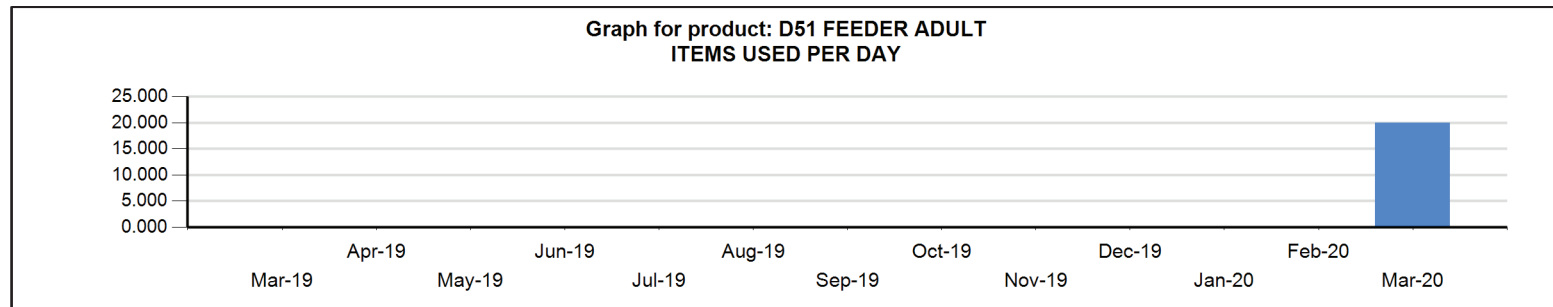 Graph for product: D51 FEEDER ADULT
ITEMS USED PER DAY
25.000
20.000
15.000
10.000
5.000
0.000
Apr-19 Jun-19 Aug-19 Oct-19 Dec-19 Feb-20
Mar-19 May-19 Jul-19 Sep-19 Nov-19 Jan-20 Mar-20